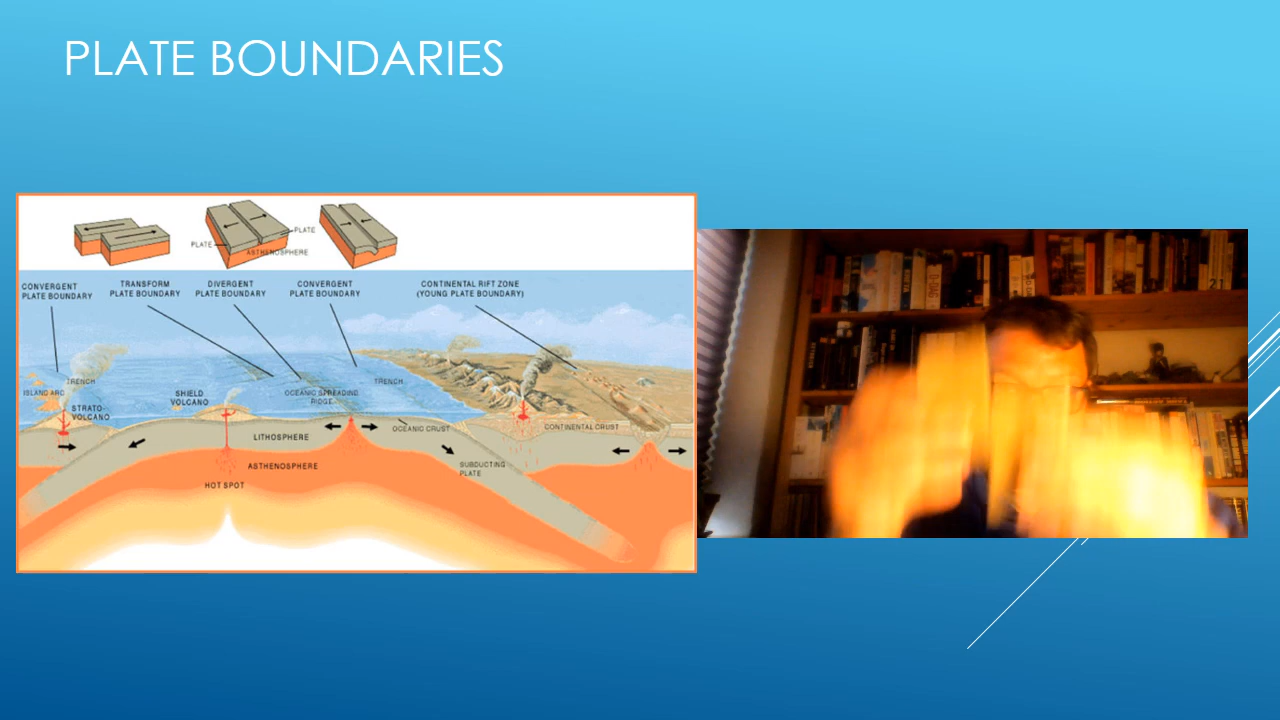 PLATE BOUNDARIES
PLATE
PLATE
ASTHENOSPHERE
CONVERGENT
PLATE BOUNDARY
TRANSFORM
PLATE BOUNDARY
DIVERGENT
PLATE BOUNDARY
CONVERGENT
PLATE BOUNDARY
CONTINENTAL RIFT ZONE
(YOUNG PLATE BOUNDARY)
TRENCH
ISLAND ARC
STRATO-
VOLCANO
SHIELD
VOLCANO
OCEANIC SPREADING
RIDGE
TRENCH
LITHOSPHERE
OCEANIC CRUST
CONTINENTAL CRUST
ASTHENOSPHERE
SUBDUCTING
PLATE
HOT SPOT
21